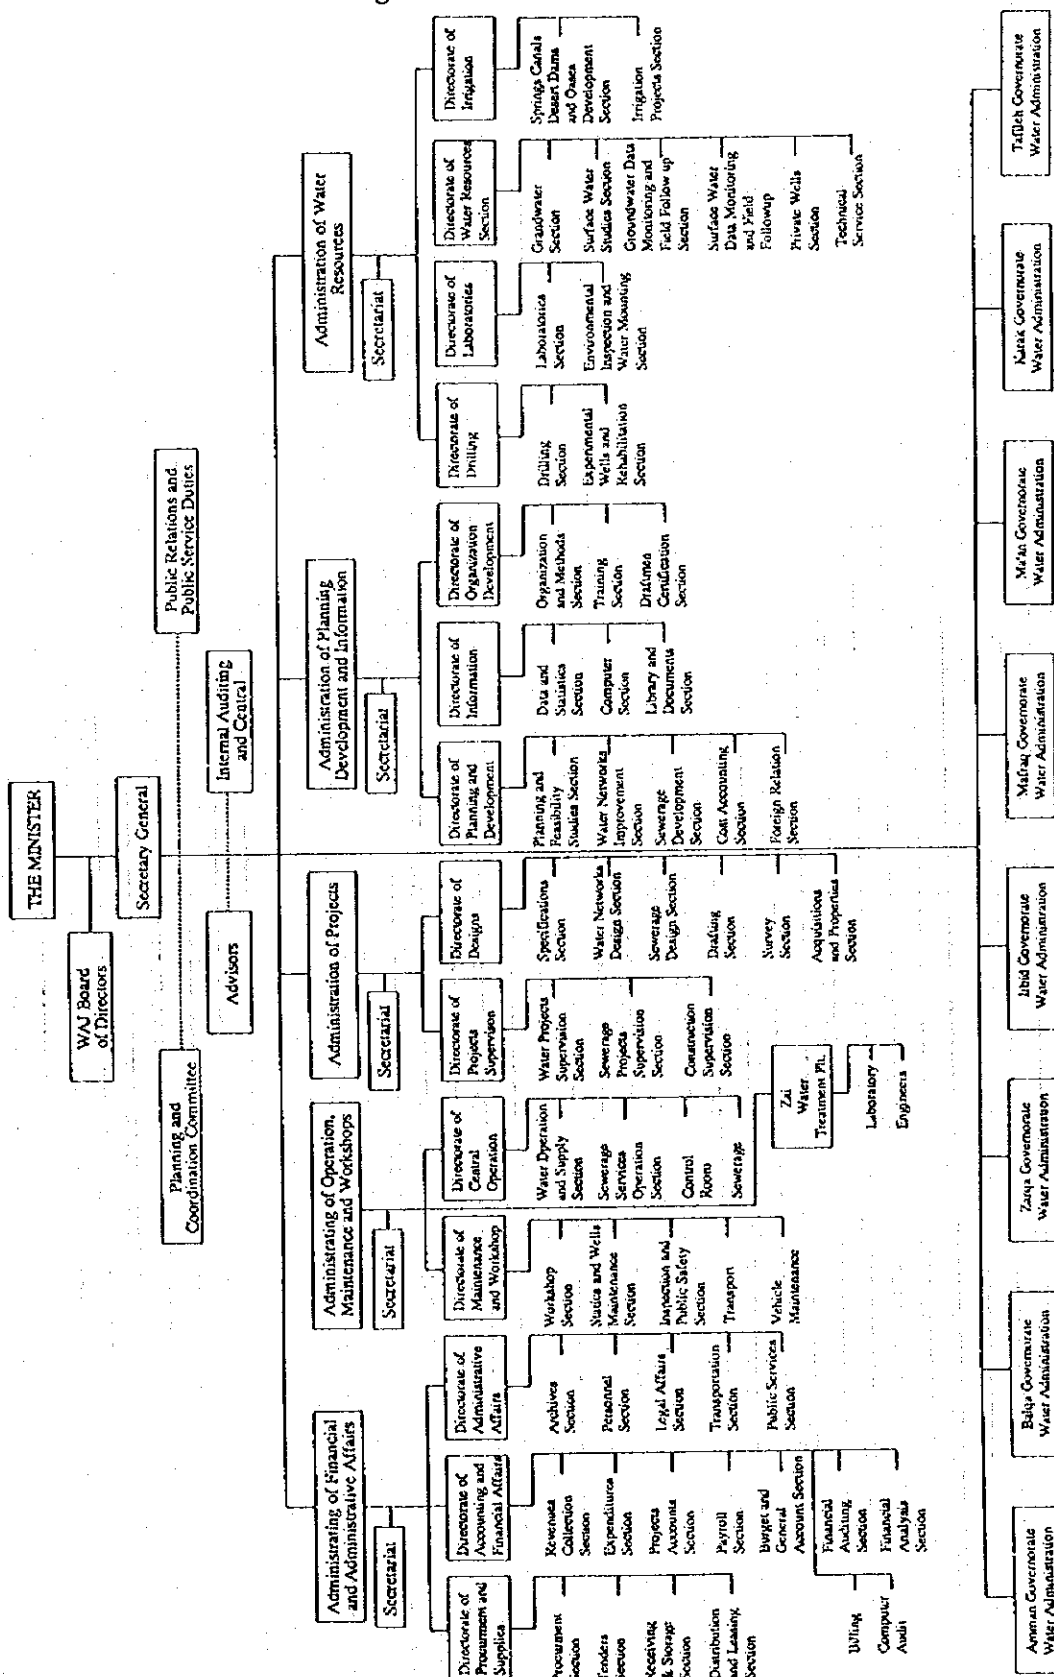 THE MINISTER
WAJ Board
of Directors
Secretary General
Planning and
Coordination Committee
Public Relations and
Public Service Duties
Advisors
Internal Auditing
and Central
Administrating of Financial
and Administrative Affairs
Administrating of Operation,
Maintenance and Workshops
Administration of Projects
Administration of Planning
Development and Information
Administration of Water
Resources
Secretariat
Secretariat
Secretariat
Secretariat
Secretariat
Directorate of
Procurment and
Supplies
Directorate of
Accounting and
Financial Affairs
Directorate of
Administrative
Affairs
Directorate of
Maintenance
and Workshop
Directorate of
Central
Operation
Directorate of
Projects
Supervison
Directorate of
Designs
Directorate of
Planning and
Development
Directorate of
Information
Directorate of
Organization
Development
Directorate of
Drilling
Directorate of
Laboratories
Directorate of
Water Resources
Section
Directorate of
Irrigation
Procurment
Section
Tenders
Section
Receiving
& Storage
Section
Distribution
and Leasing
Section
Revenues
Collection
Section
Expenditures
Section
Projects
Accounts
Section
Payroll
Section
Burget and
General
Account Section
Financial
Auditing
Section
Financial
Analysis
Section
Billing
Computer
Audit
Archives
Section
Personnel
Section
Legal Affairs
Section
Transportation
Section
Public Services
Section
Workshop
Section
Statics and Wells
Maintenance
Section
Inspection and
Public Safety
Section
Transport
Vehicle
Maintenance
Water Operation
and Supply
Section
Sewerage
Services
Operation
Section
Control
Room
Sewerage
Zai
Water
Treatment Plt.
Laboratory
Engineers
Water Projects
Supervision
Section
Sewerage
Projects
Supervision
Section
Construction
Supervision
Section
Specifications
Section
Water Networks
Design Section
Sewerage
Design Section
Drafting
Section
Survey
Section
Acquisitions
and Properties
Section
Planning and
Feasibility
Studies Section
Water Networks
Improvement
Section
Sewerage
Development
Section
Cost Accounting
Section
Foreign Relation
Section
Data and
Statistics
Section
Computer
Section
Library and
Documents
Section
Organization
and Methods
Section
Training
Section
Draftmen
Certification
Section
Drilling
Section
Experimental
Wells and
Rehabilitation
Section
Laboratories
Section
Environmental
Inspection and
Water Mounting
Section
Grandwater
Section
Surface Water
Studies Section
Groundwater Data
Monitoring and
Field Follow up
Section
Surface Water
Data Monitoring
and Field
Followup
Private Wells
Section
Technical
Service Section
Springs Canals
Desert Dams
and Oases
Development
Section
Irrigation
Projects Section
Amman Governorate
Water Administration
Balqa Governorate
Water Administration
Zarqa Governorate
Water Administration
Irbid Governorate
Water Administration
Mafraq Governorate
Water Administration
Ma'an Governorate
Water Administration
Karak Governorate
Water Administration
Tafileh Governorate
Water Administration